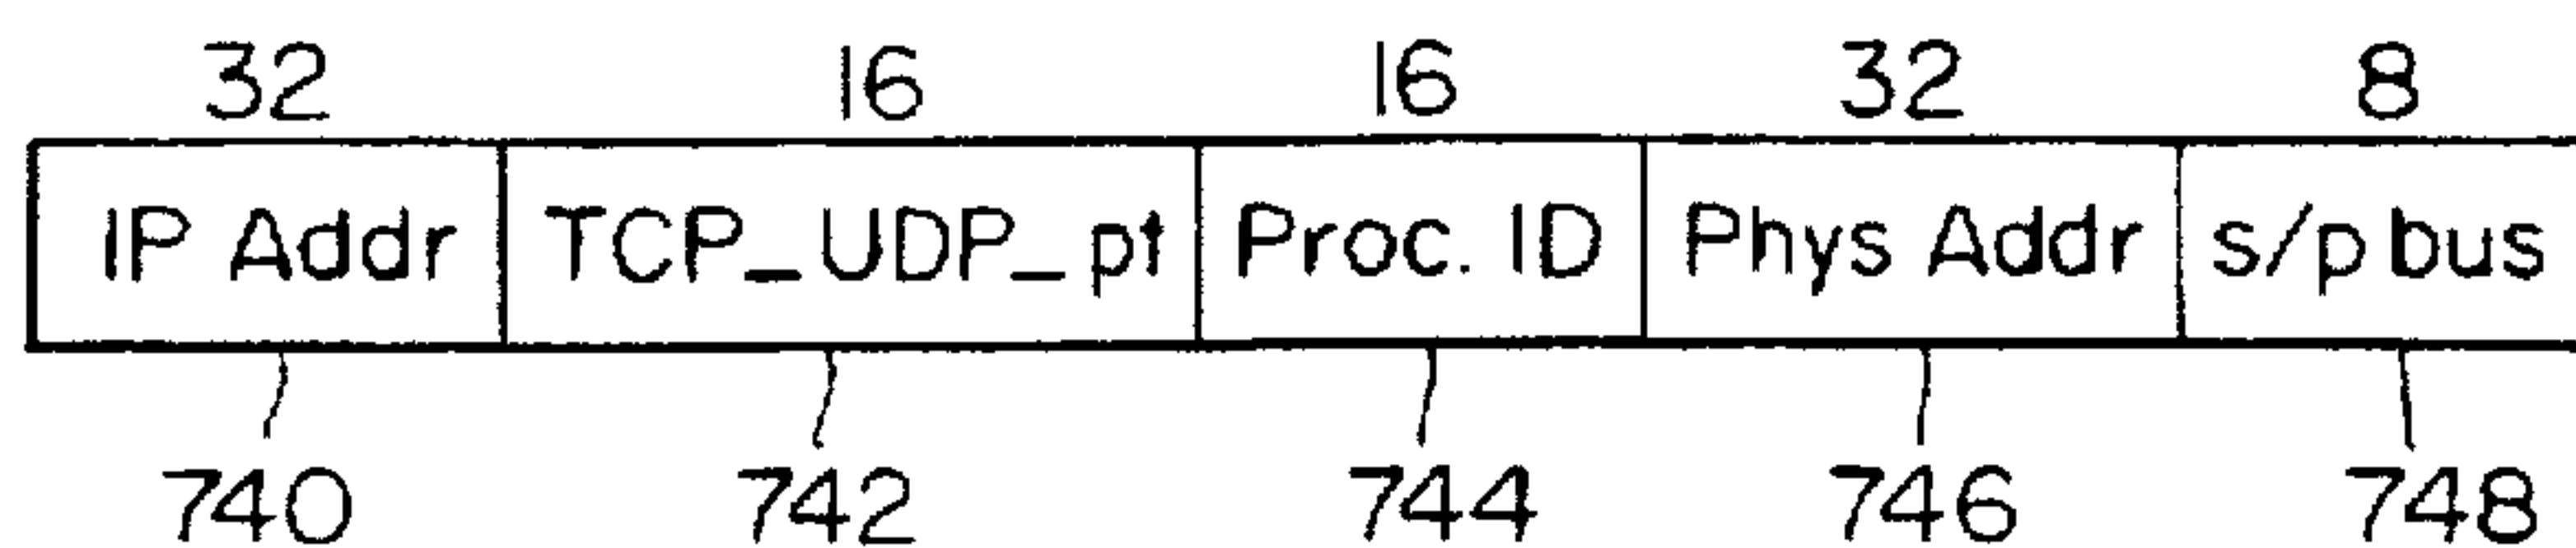 32 16 16 32 8
IP Addr TCP_UDP_pt Proc. ID Phys Addr s/p bus
740 742 744 746 748